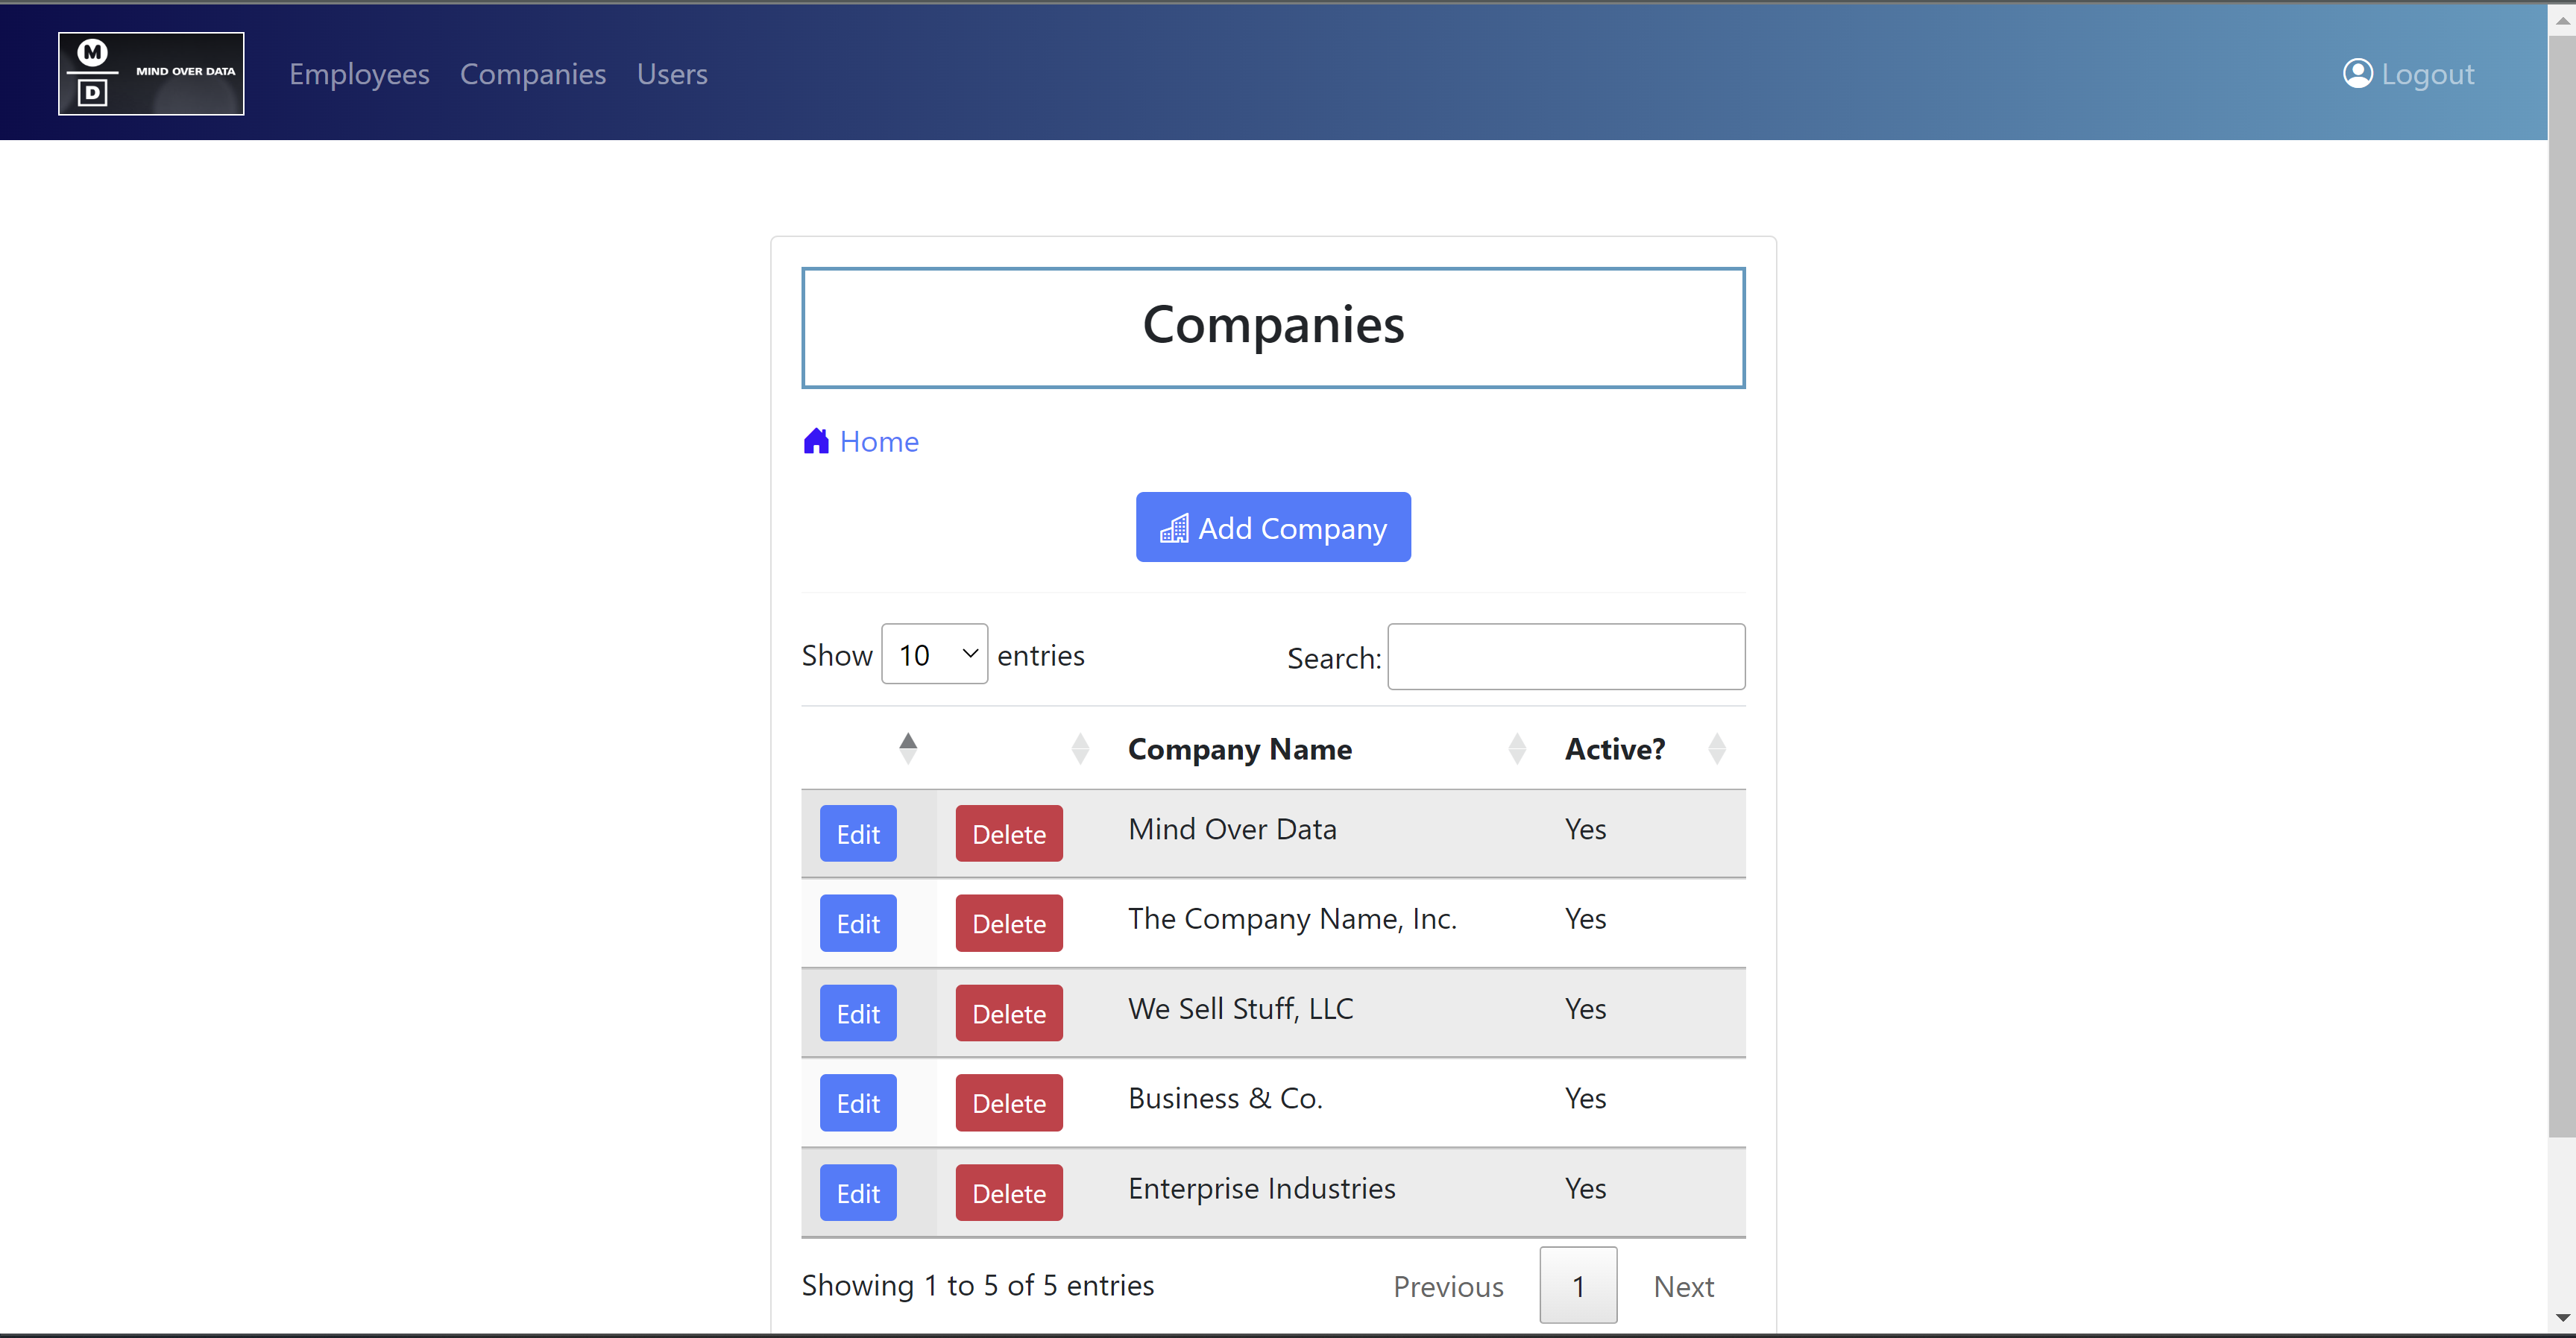 M
D
MIND OVER DATA
Employees Companies Users
Logout
Companies
Home
Add Company
Show 10 entries
Search:
Company Name Active?
Edit Delete Mind Over Data Yes
Edit Delete The Company Name, Inc. Yes
Edit Delete We Sell Stuff, LLC Yes
Edit Delete Business & Co. Yes
Edit Delete Enterprise Industries Yes
Showing 1 to 5 of 5 entries
Previous 1 Next